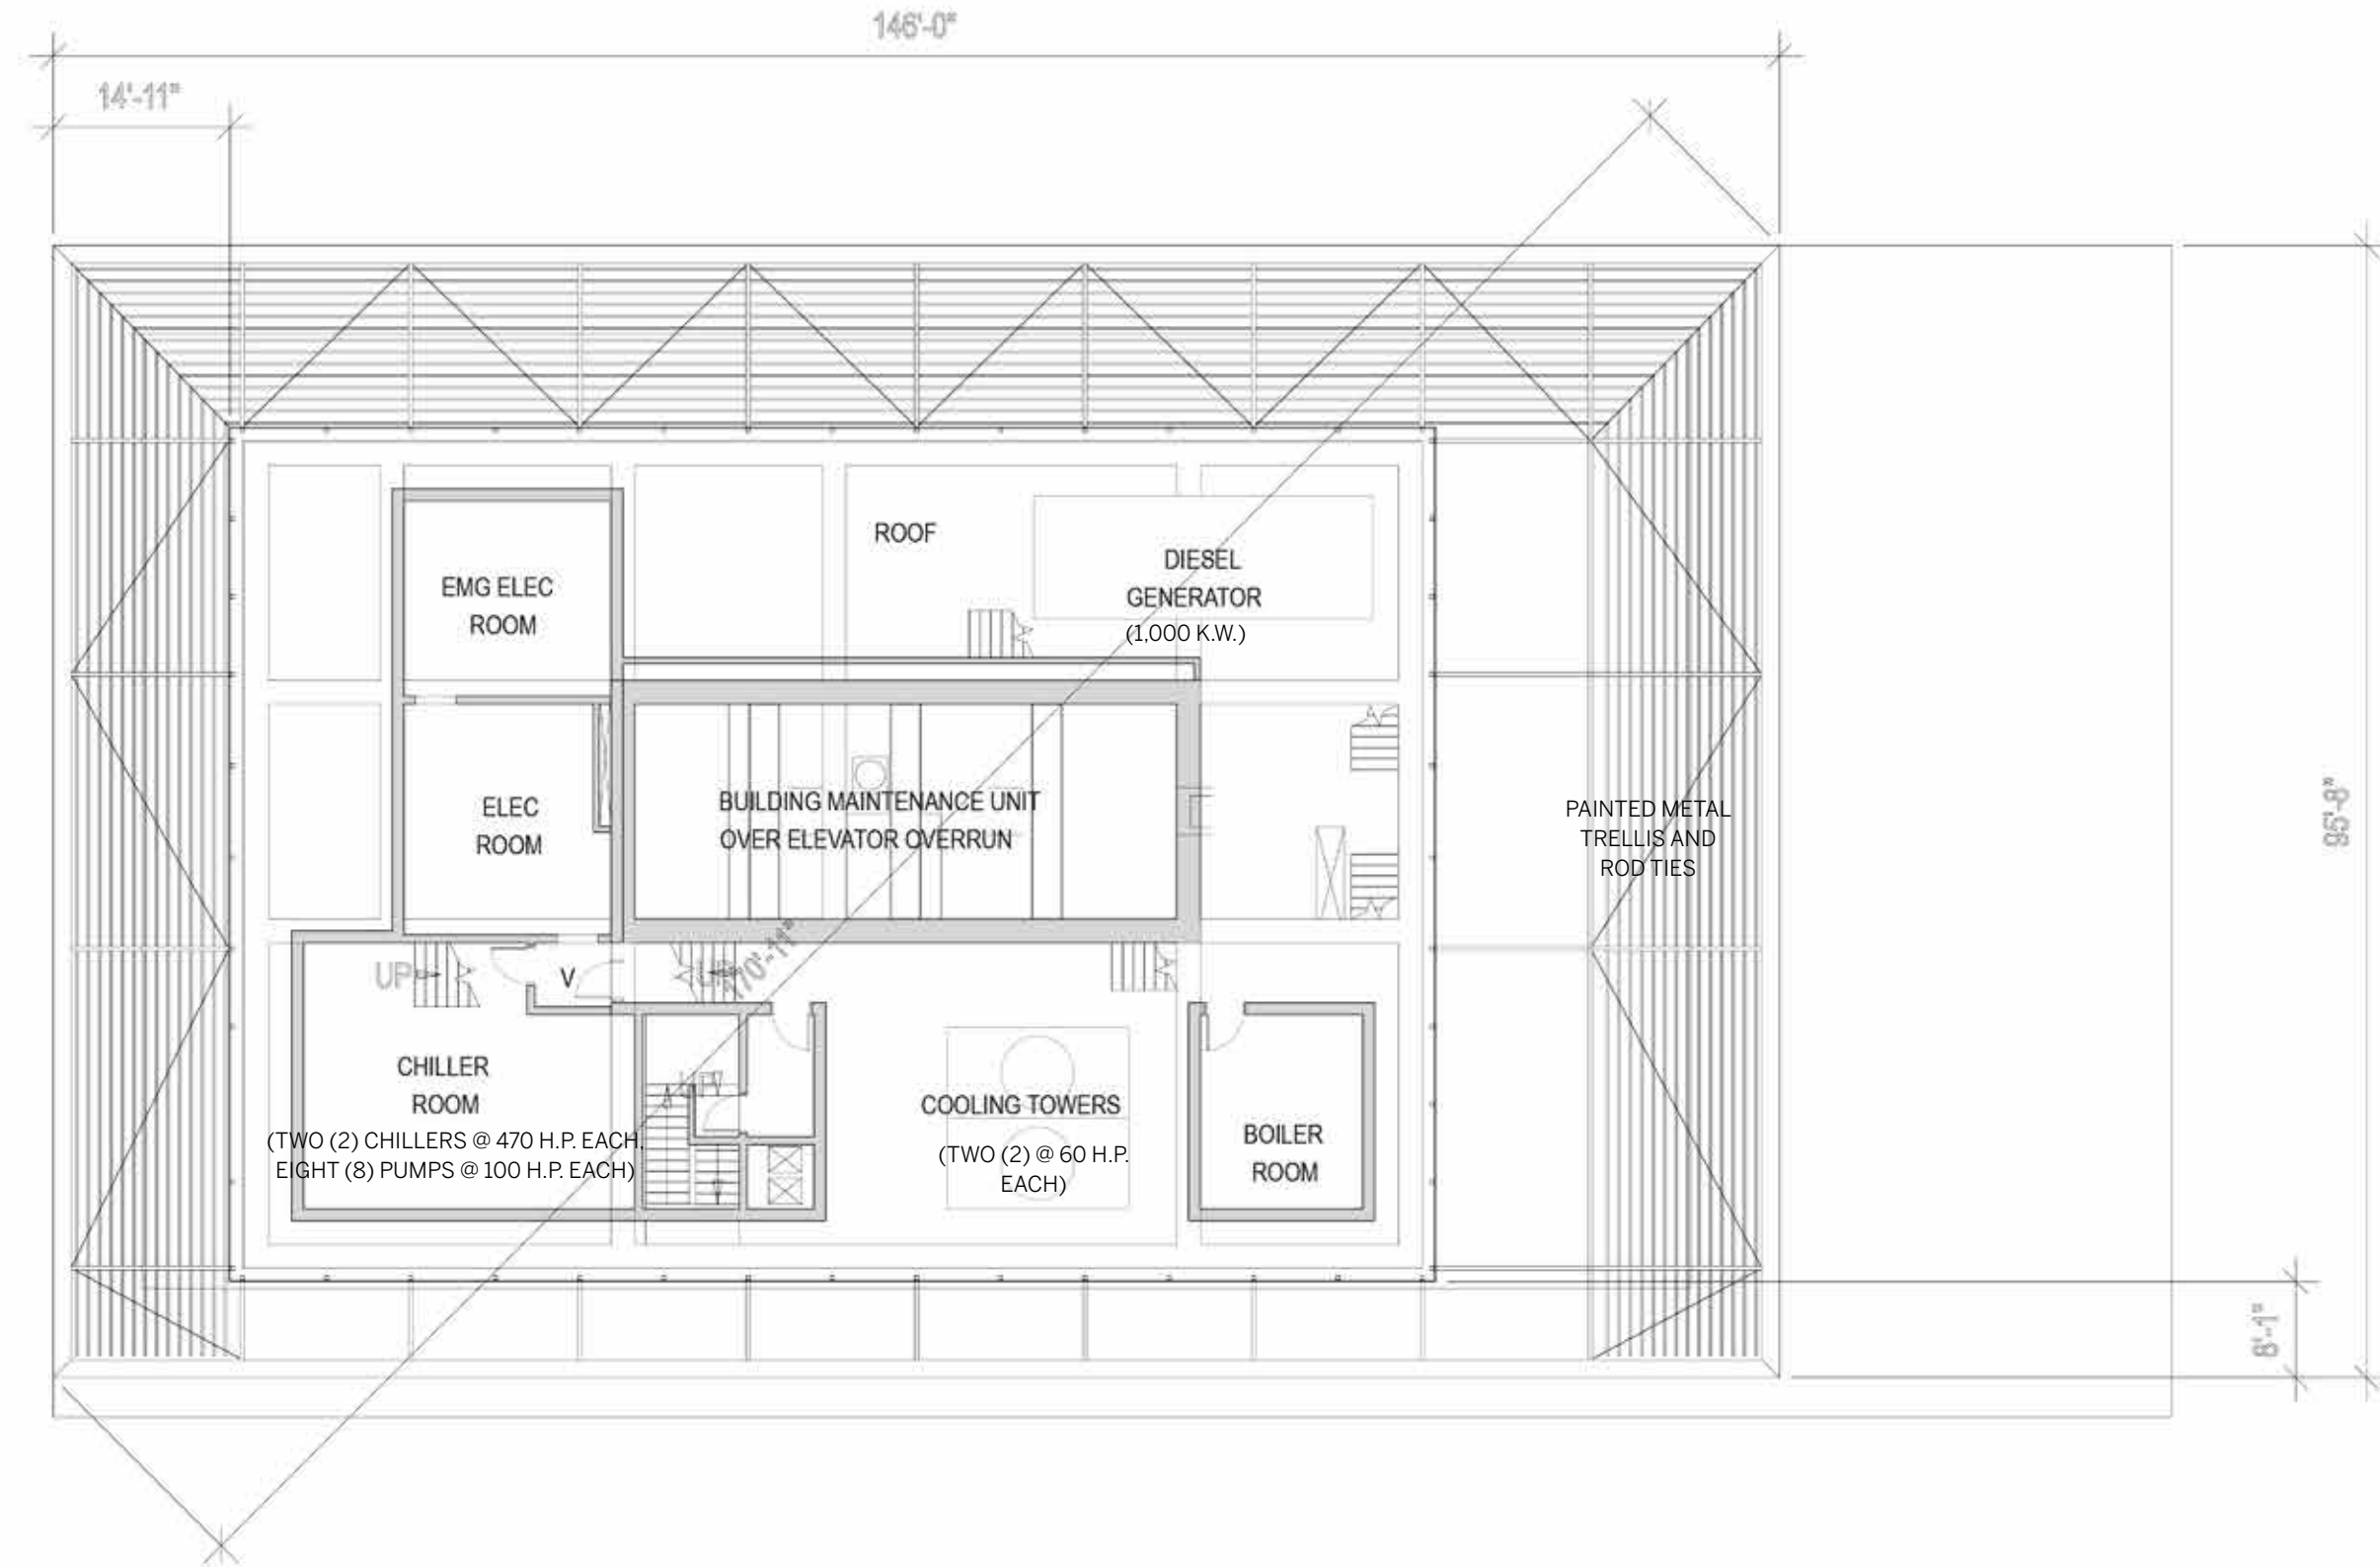 146'-0"
14'-11"
ROOF
DIESEL
GENERATOR
(1,000 K.W.)
EMG ELEC
ROOM
ELEC
ROOM
BUILDING MAINTENANCE UNIT
OVER ELEVATOR OVERRUN
PAINTED METAL
TRELLIS AND
ROD TIES
95'-8"
UP
V
UP
170'-11"
CHILLER
ROOM
(TWO (2) CHILLERS @ 470 H.P. EACH,
EIGHT (8) PUMPS @ 100 H.P. EACH)
UP
COOLING TOWERS
(TWO (2) @ 60 H.P.
EACH)
BOILER
ROOM
8'-1"